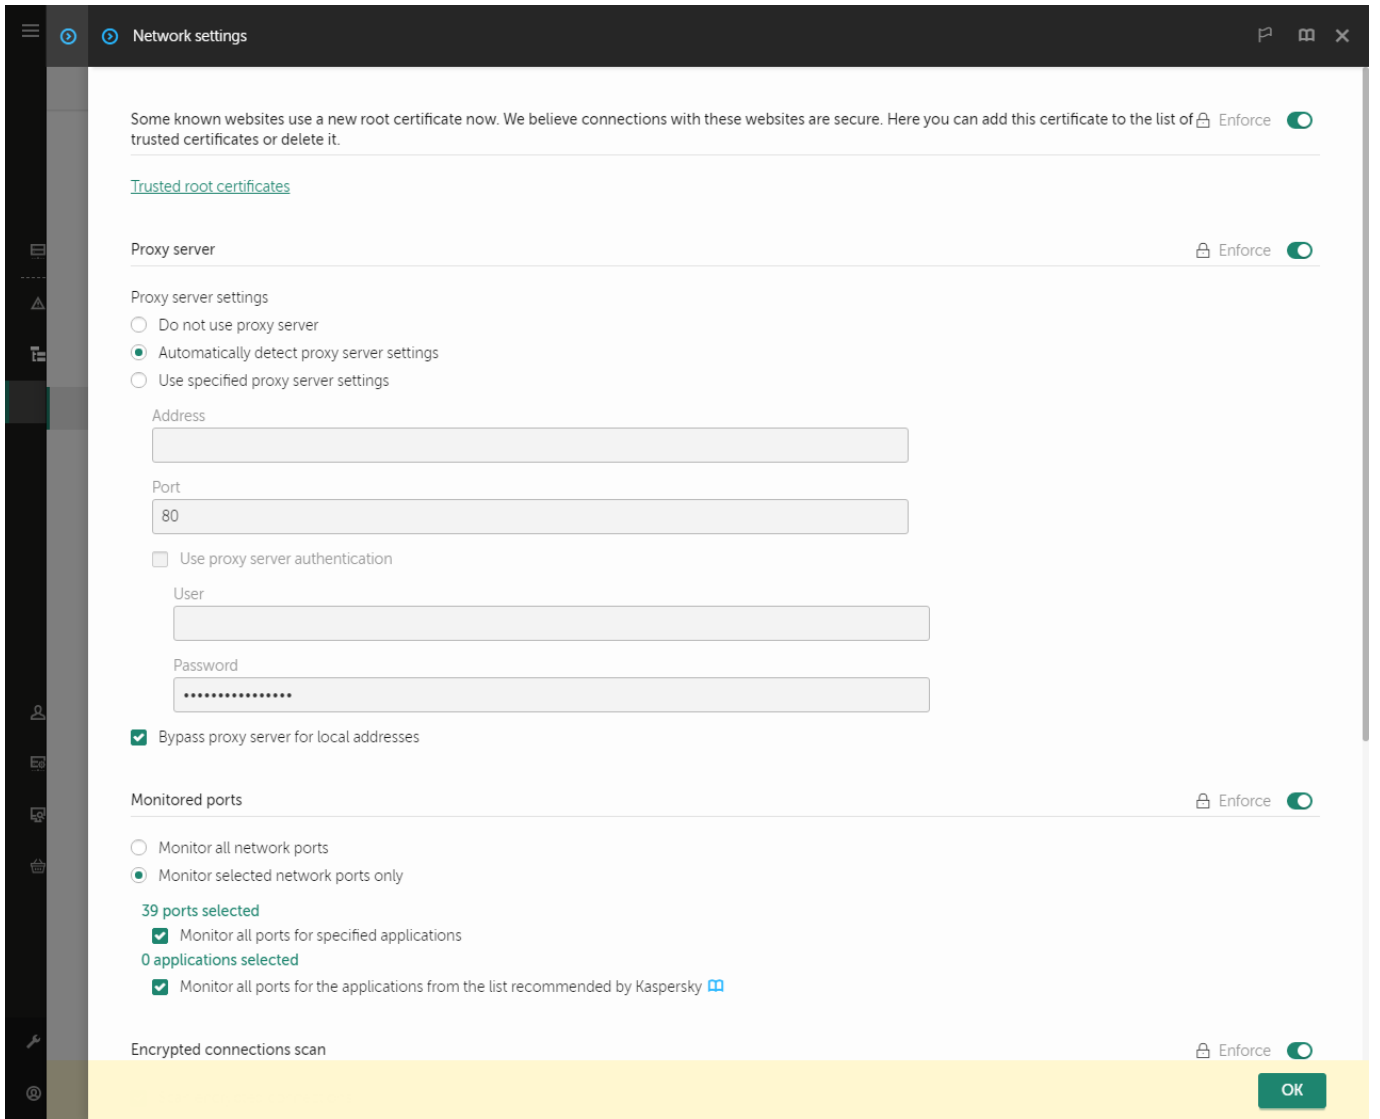 Network settings
Some known websites use a new root certificate now. We believe connections with these websites are secure. Here you can add this certificate to the list of Enforce
trusted certificates or delete it.
Trusted root certificates
Proxy server Enforce
Proxy server settings
Do not use proxy server
Automatically detect proxy server settings
Use specified proxy server settings
Address
Port
80
Use proxy server authentication
User
Password
••••••••••••••••
Bypass proxy server for local addresses
Monitored ports Enforce
Monitor all network ports
Monitor selected network ports only
39 ports selected
Monitor all ports for specified applications
0 applications selected
Monitor all ports for the applications from the list recommended by Kaspersky
Encrypted connections scan Enforce
OK